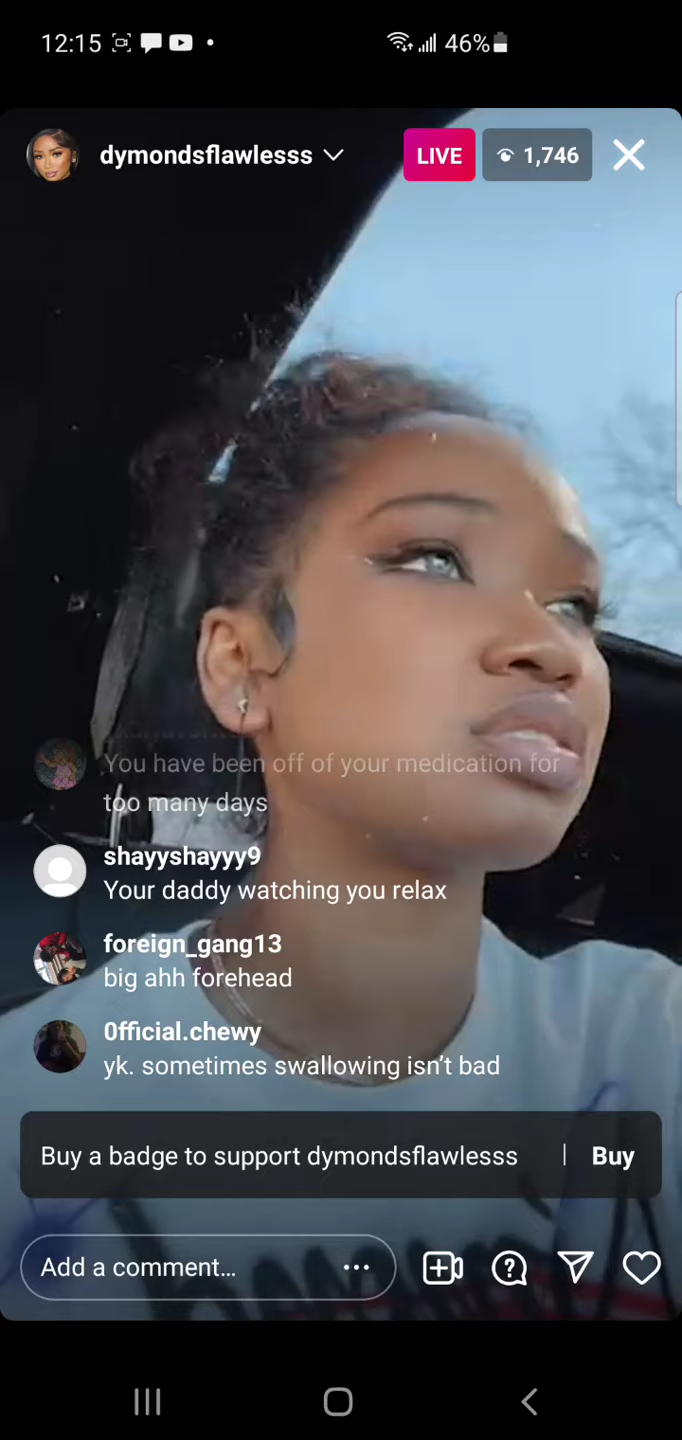 12:15
46%
dymondsflawlesss
LIVE
1,746
You have been off of your medication for
too many days
shayyshayyy9
Your daddy watching you relax
foreign_gang13
big ahh forehead
0fficial.chewy
yk. sometimes swallowing isn’t bad
Buy a badge to support dymondsflawlesss | Buy
Add a comment...